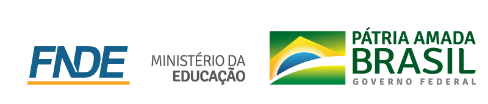 FNDE
MINISTÉRIO DA
EDUCAÇÃO
PÁTRIA AMADA
BRASIL
GOVERNO FEDERAL